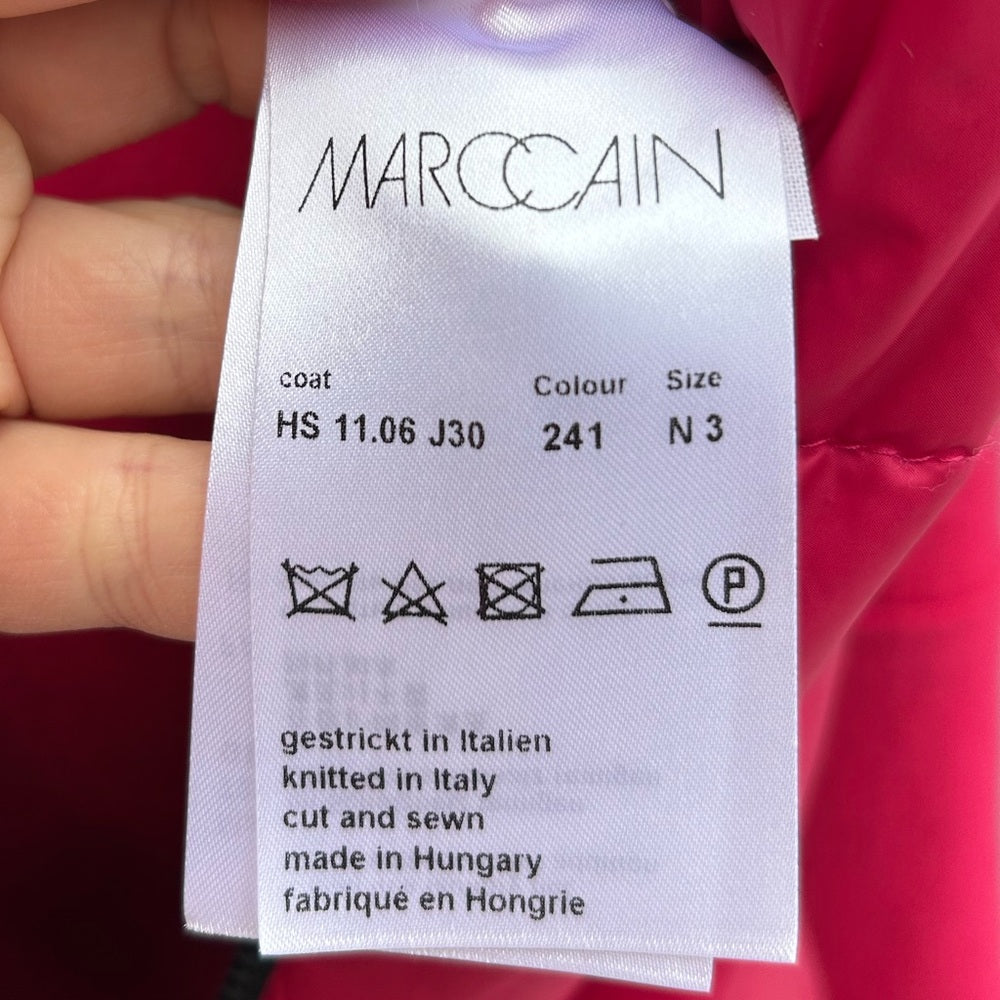 MARCCAIN
coat Colour Size
HS 11.06 J30 241 N 3
P
gestrickt in Italien
knitted in Italy
cut and sewn
made in Hungary
fabriqué en Hongrie